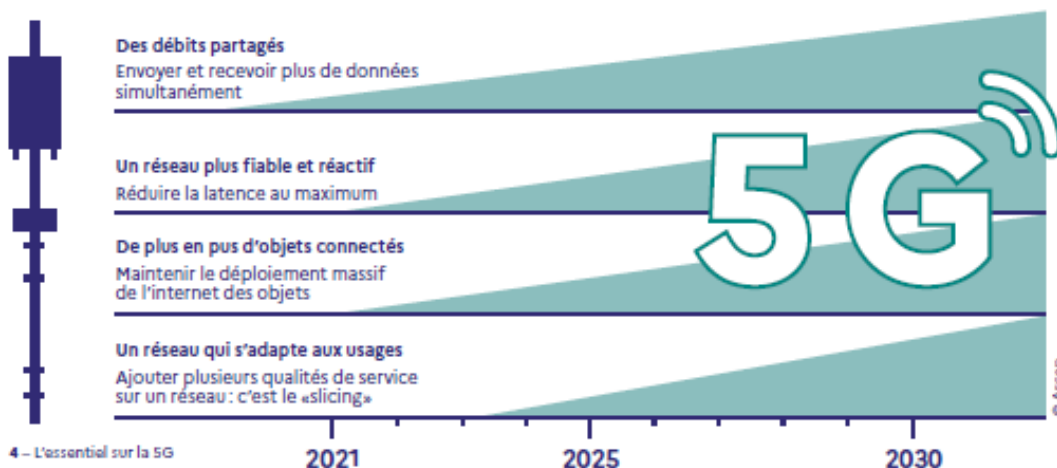 Des débits partagés
Envoyer et recevoir plus de données
simultanément
Un réseau plus fiable et réactif
Réduire la latence au maximum
De plus en pus d'objets connectés
Maintenir le déploiement massif
de l'internet des objets
Un réseau qui s'adapte aux usages
Ajouter plusieurs qualités de service
sur un réseau : c'est le «slicing»
5G
© Arcep
4 – L'essentiel sur la 5G
2021 2025 2030